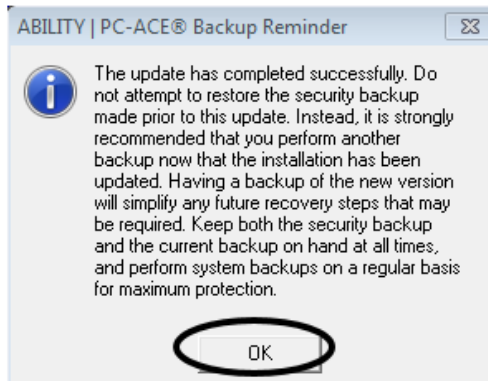 ABILITY | PC-ACE® Backup Reminder
The update has completed successfully. Do
not attempt to restore the security backup
made prior to this update. Instead, it is strongly
recommended that you perform another
backup now that the installation has been
updated. Having a backup of the new version
will simplify any future recovery steps that may
be required. Keep both the security backup
and the current backup on hand at all times,
and perform system backups on a regular basis
for maximum protection.
OK